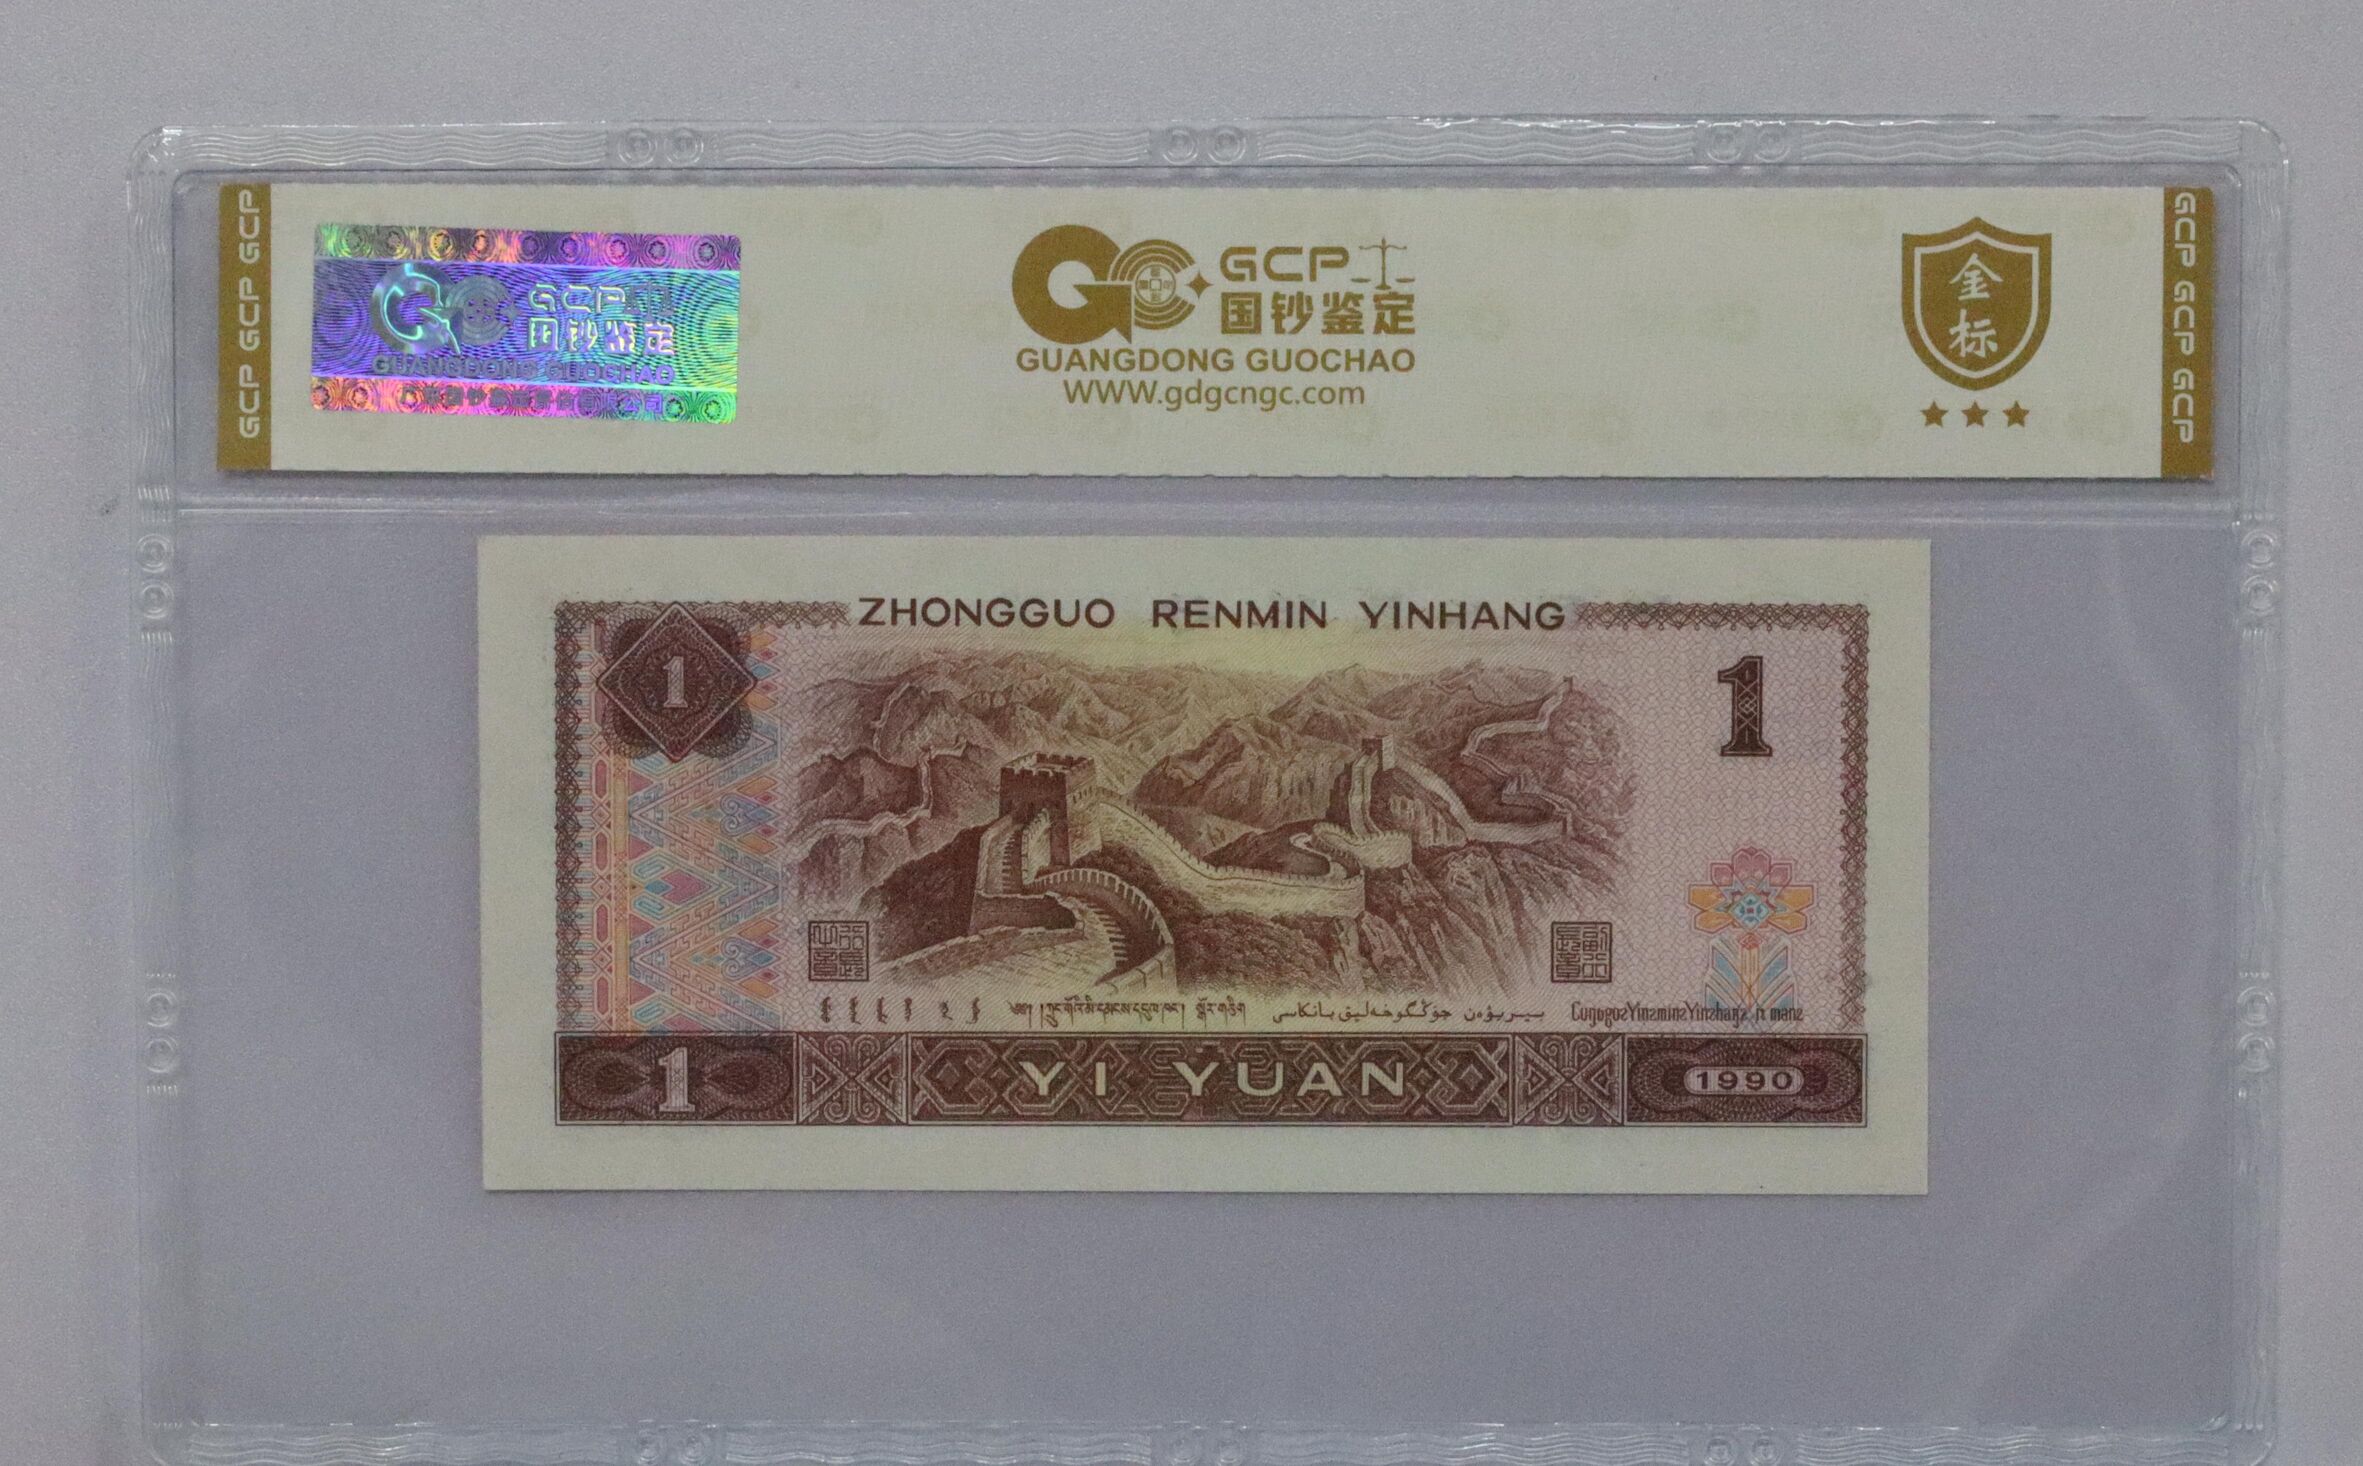 GCP GCP GCP
GCP
国钞鉴定
GUANGDONG GUOCHAO
GCP
国钞鉴定
GUANGDONG GUOCHAO
WWW.gdgcngc.com
金
标
GCP GCP GCP
ZHONGGUO RENMIN YINHANG
1
1
1
YI YUAN
1990